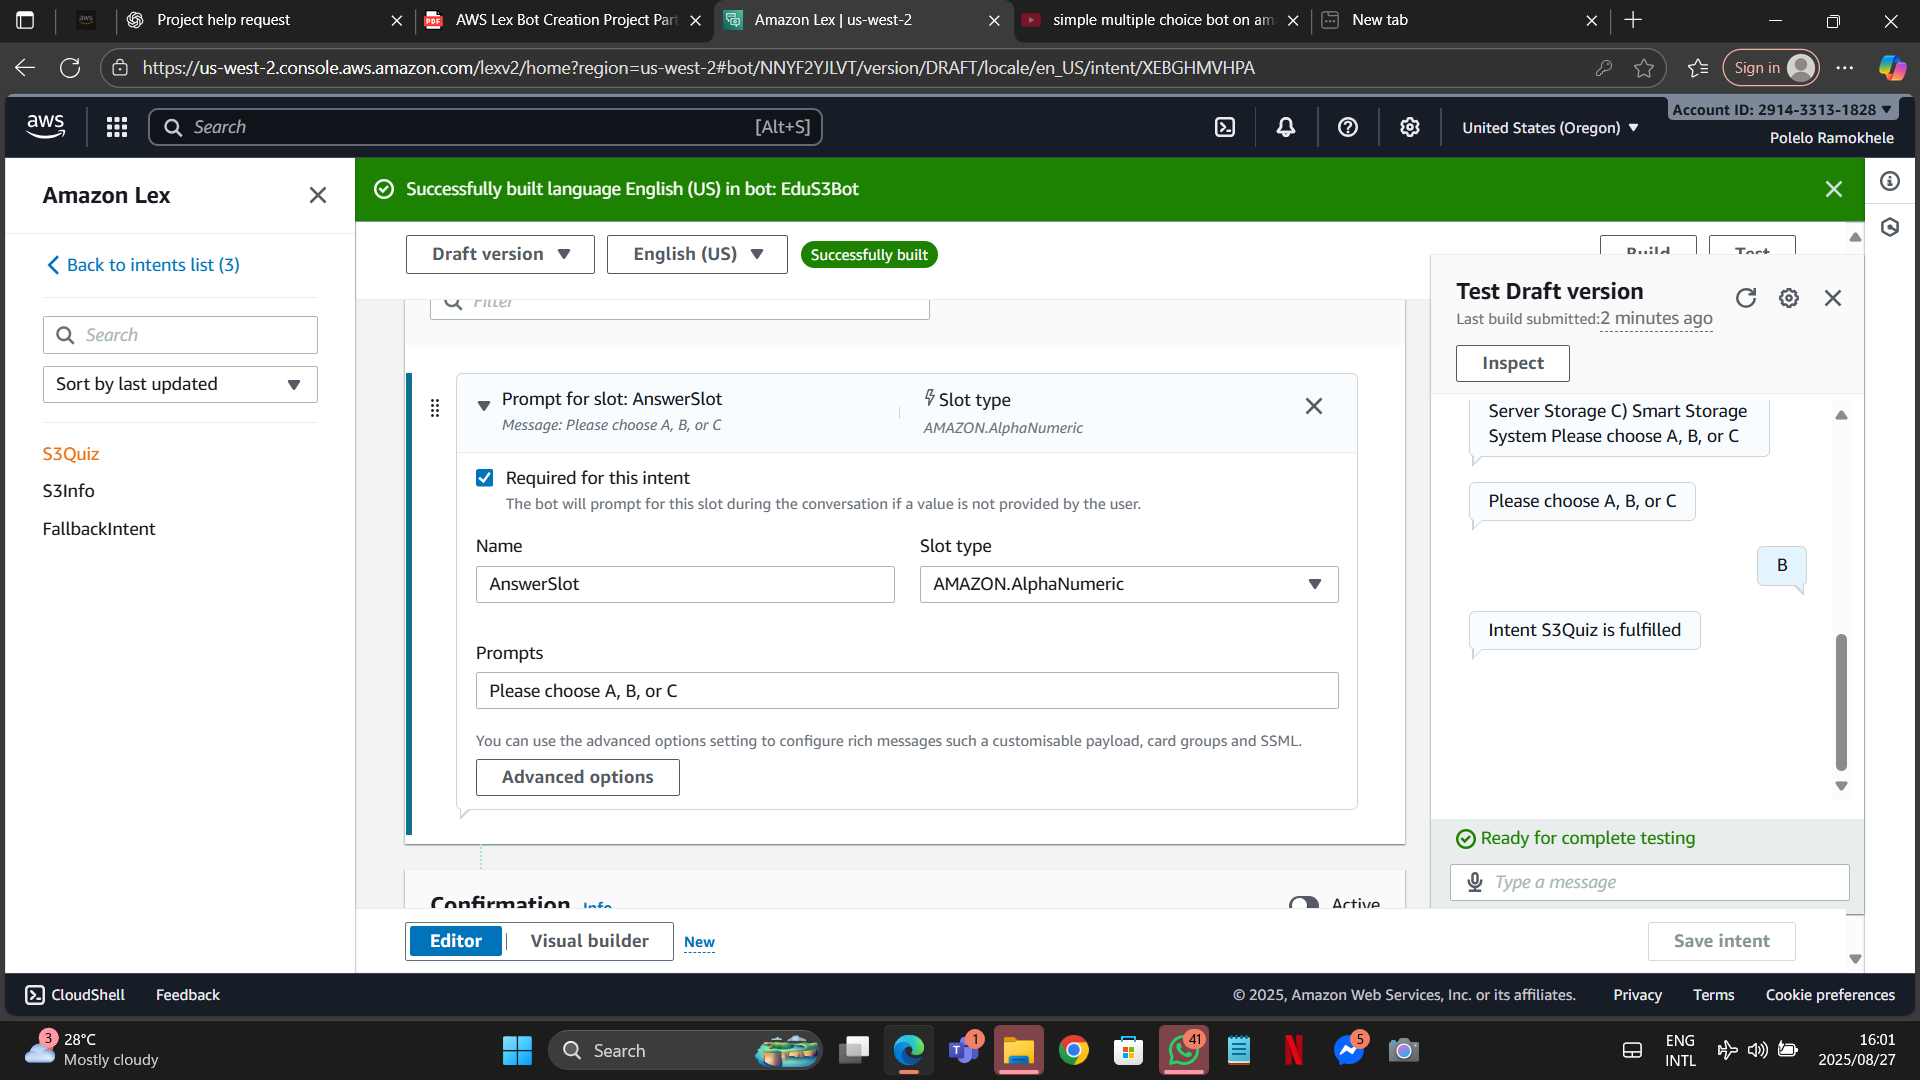 Project help request
AWS Lex Bot Creation Project Part
Amazon Lex | us-west-2
simple multiple choice bot on am
New tab
https://us-west-2.console.aws.amazon.com/lexv2/home?region=us-west-2#bot/NNYF2YJLVT/version/DRAFT/locale/en_US/intent/XEBGHMVHPA
Sign in
aws
Search
[Alt+S]
United States (Oregon)
Account ID: 2914-3313-1828
Polelo Ramokhele
Amazon Lex
Successfully built language English (US) in bot: EduS3Bot
Back to intents list (3)
Search
Sort by last updated
S3Quiz
S3Info
FallbackIntent
Draft version
English (US)
Successfully built
Build
Test
Filter
Prompt for slot: AnswerSlot
Message: Please choose A, B, or C
Slot type
AMAZON.AlphaNumeric
Required for this intent
The bot will prompt for this slot during the conversation if a value is not provided by the user.
Name
Slot type
AnswerSlot
AMAZON.AlphaNumeric
Prompts
Please choose A, B, or C
You can use the advanced options setting to configure rich messages such a customisable payload, card groups and SSML.
Advanced options
Confirmation
Info
Active
Editor
Visual builder
New
Save intent
Test Draft version
Last build submitted: 2 minutes ago
Inspect
Server Storage C) Smart Storage
System Please choose A, B, or C
Please choose A, B, or C
B
Intent S3Quiz is fulfilled
Ready for complete testing
Type a message
CloudShell
Feedback
© 2025, Amazon Web Services, Inc. or its affiliates.
Privacy
Terms
Cookie preferences
3
28°C
Mostly cloudy
Search
1
41
5
ENG
INTL
16:01
2025/08/27